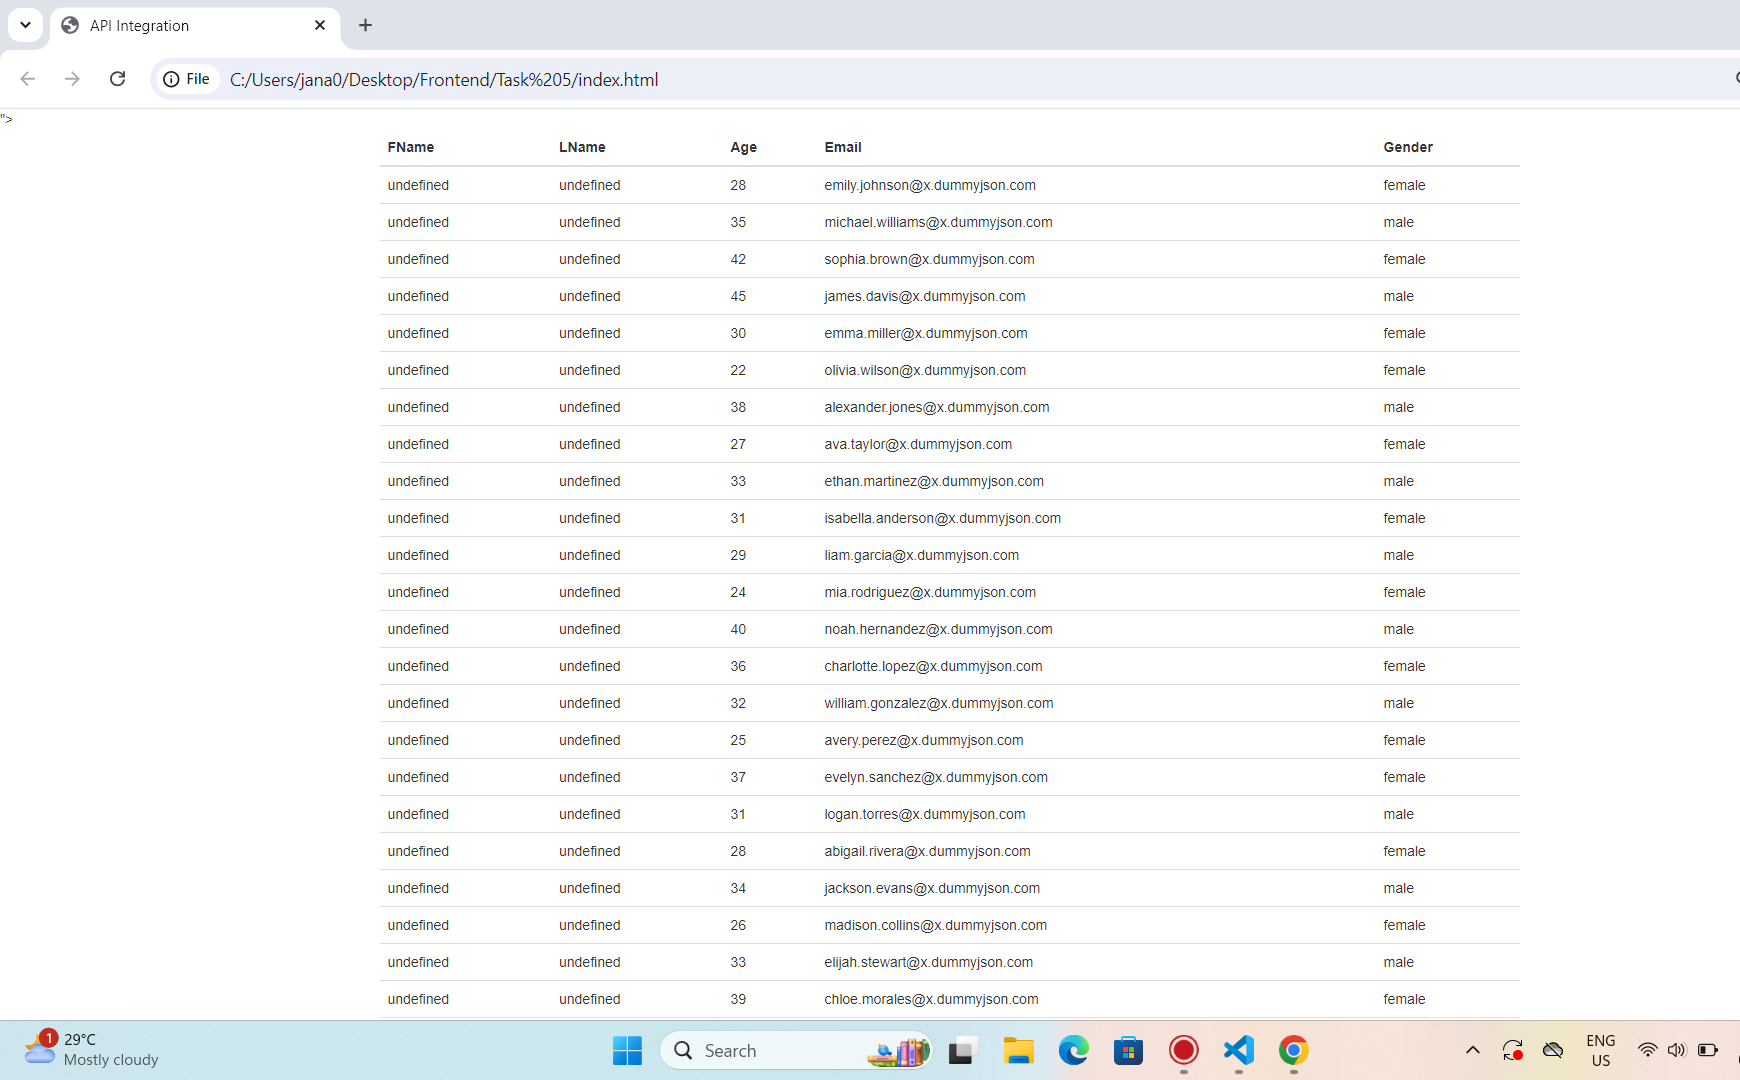 API Integration
File C:/Users/jana0/Desktop/Frontend/Task%205/index.html
">
FName LName Age Email Gender
undefined undefined 28 emily.johnson@x.dummyjson.com female
undefined undefined 35 michael.williams@x.dummyjson.com male
undefined undefined 42 sophia.brown@x.dummyjson.com female
undefined undefined 45 james.davis@x.dummyjson.com male
undefined undefined 30 emma.miller@x.dummyjson.com female
undefined undefined 22 olivia.wilson@x.dummyjson.com female
undefined undefined 38 alexander.jones@x.dummyjson.com male
undefined undefined 27 ava.taylor@x.dummyjson.com female
undefined undefined 33 ethan.martinez@x.dummyjson.com male
undefined undefined 31 isabella.anderson@x.dummyjson.com female
undefined undefined 29 liam.garcia@x.dummyjson.com male
undefined undefined 24 mia.rodriguez@x.dummyjson.com female
undefined undefined 40 noah.hernandez@x.dummyjson.com male
undefined undefined 36 charlotte.lopez@x.dummyjson.com female
undefined undefined 32 william.gonzalez@x.dummyjson.com male
undefined undefined 25 avery.perez@x.dummyjson.com female
undefined undefined 37 evelyn.sanchez@x.dummyjson.com female
undefined undefined 31 logan.torres@x.dummyjson.com male
undefined undefined 28 abigail.rivera@x.dummyjson.com female
undefined undefined 34 jackson.evans@x.dummyjson.com male
undefined undefined 26 madison.collins@x.dummyjson.com female
undefined undefined 33 elijah.stewart@x.dummyjson.com male
undefined undefined 39 chloe.morales@x.dummyjson.com female
1 29°C
Mostly cloudy
Search
ENG
US